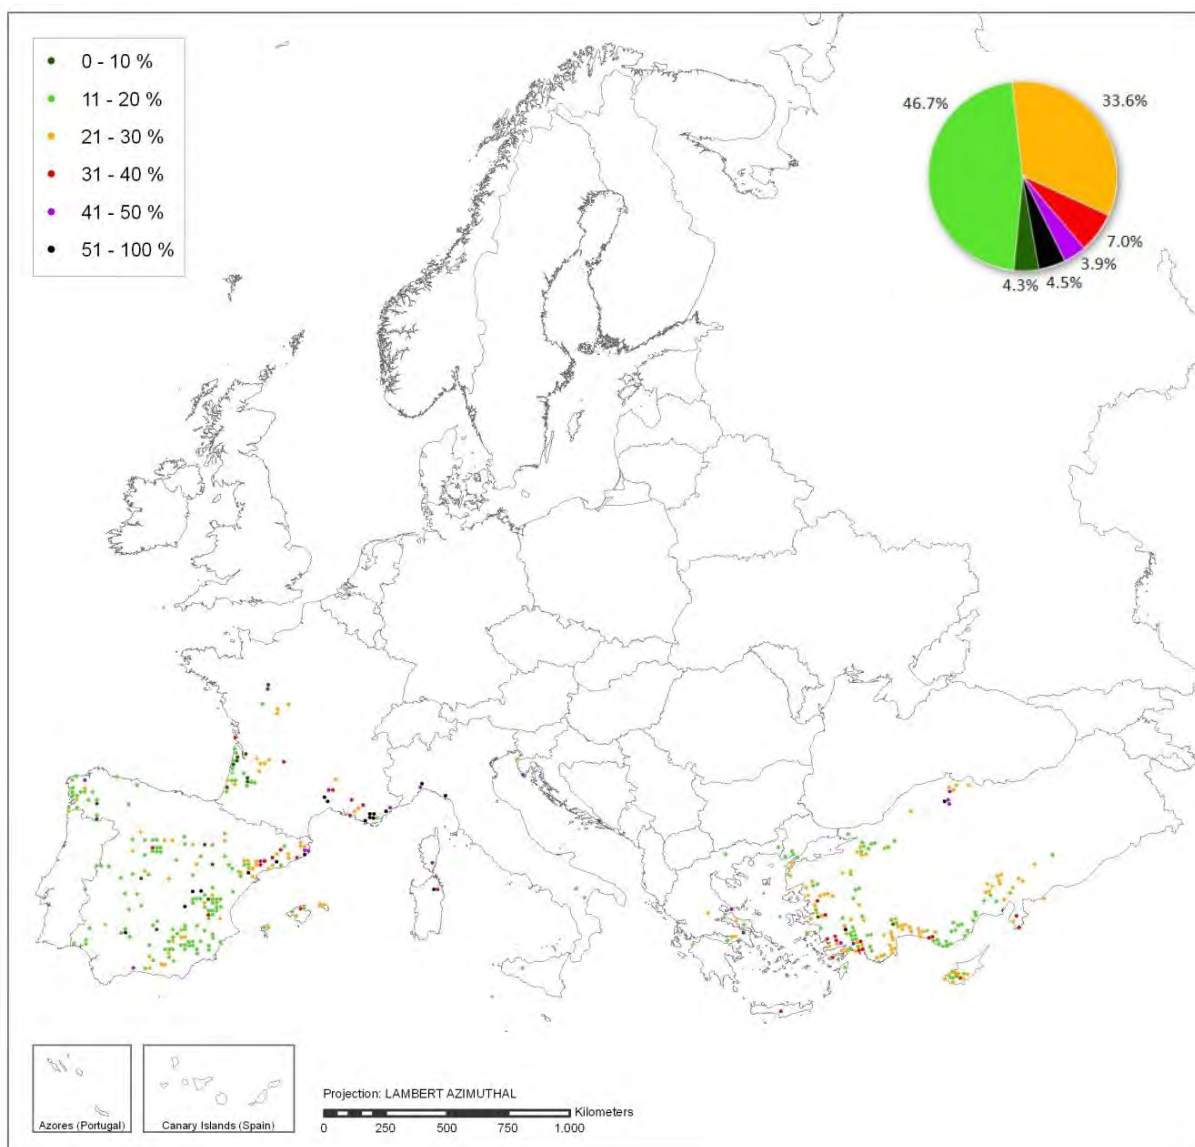 0 - 10 %
11 - 20 %
21 - 30 %
31 - 40 %
41 - 50 %
51 - 100 %
46.7%
33.6%
7.0%
3.9%
4.5%
4.3%
Azores (Portugal)
Canary Islands (Spain)
Projection: LAMBERT AZIMUTHAL
Kilometers
0 250 500 750 1.000